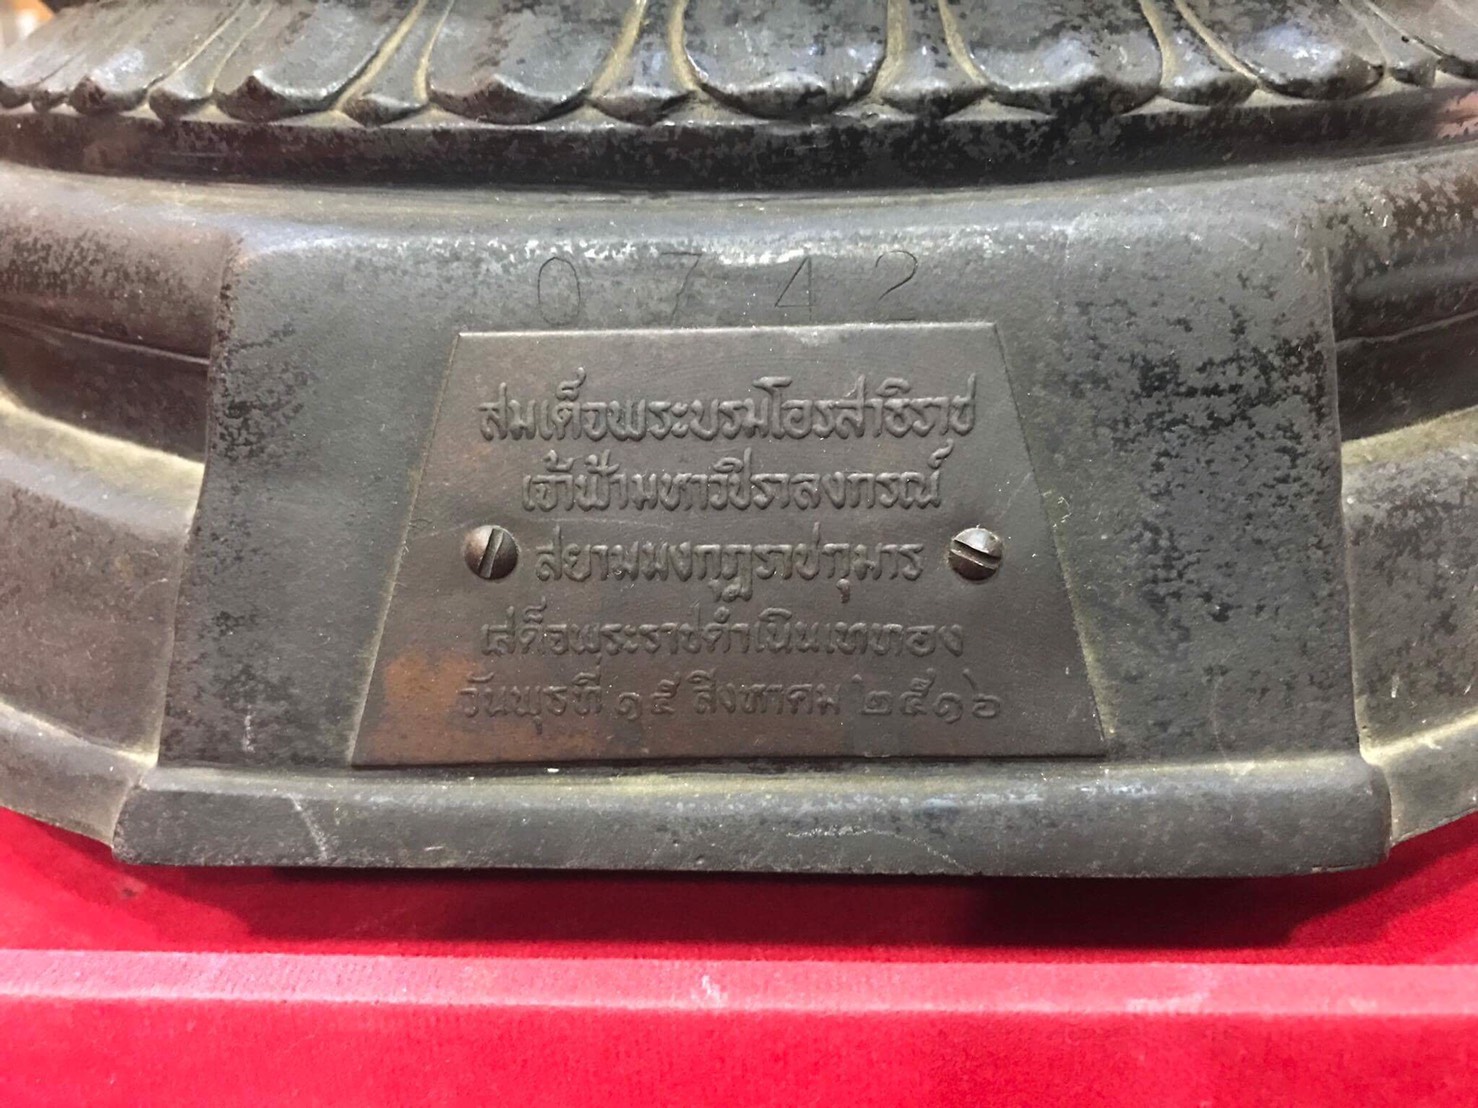 0742
สมเด็จพระบรมโอรสาธิราช
เจ้าฟ้ามหาวชิราลงกรณ์
สยามมงกุฎราชกุมาร
เสด็จพระราชดำเนินเททอง
วันพุธที่ ๑๕ สิงหาคม ๒๕๑๖